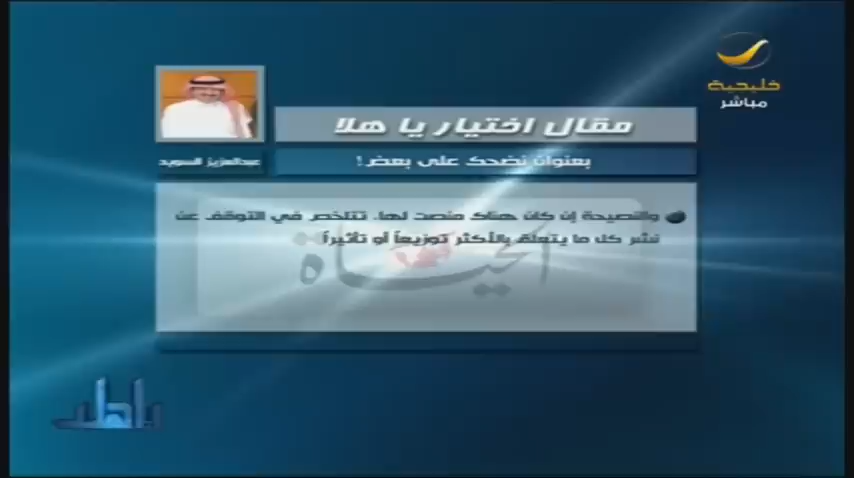 خليجية
مباشر
مقال اختيار يا هلا
عبدالعزيز السويد
بعنوان نضحك على بعض!
والنصيحة إن كان هناك منصت لها، تتلخص في التوقف عن
نشر كل ما يتعلق بالأكثر توزيعاً أو تأثيراً
الحياة
يا هلا